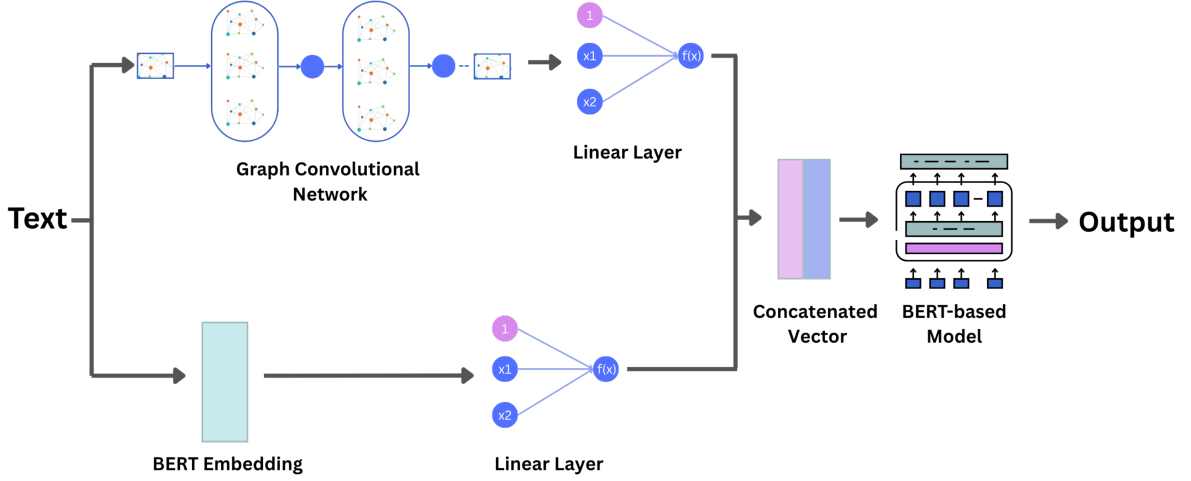 1
x1
f(x)
x2
Linear Layer
Graph Convolutional
Network
Text
Output
Concatenated
Vector
BERT-based
Model
1
x1
f(x)
x2
BERT Embedding
Linear Layer